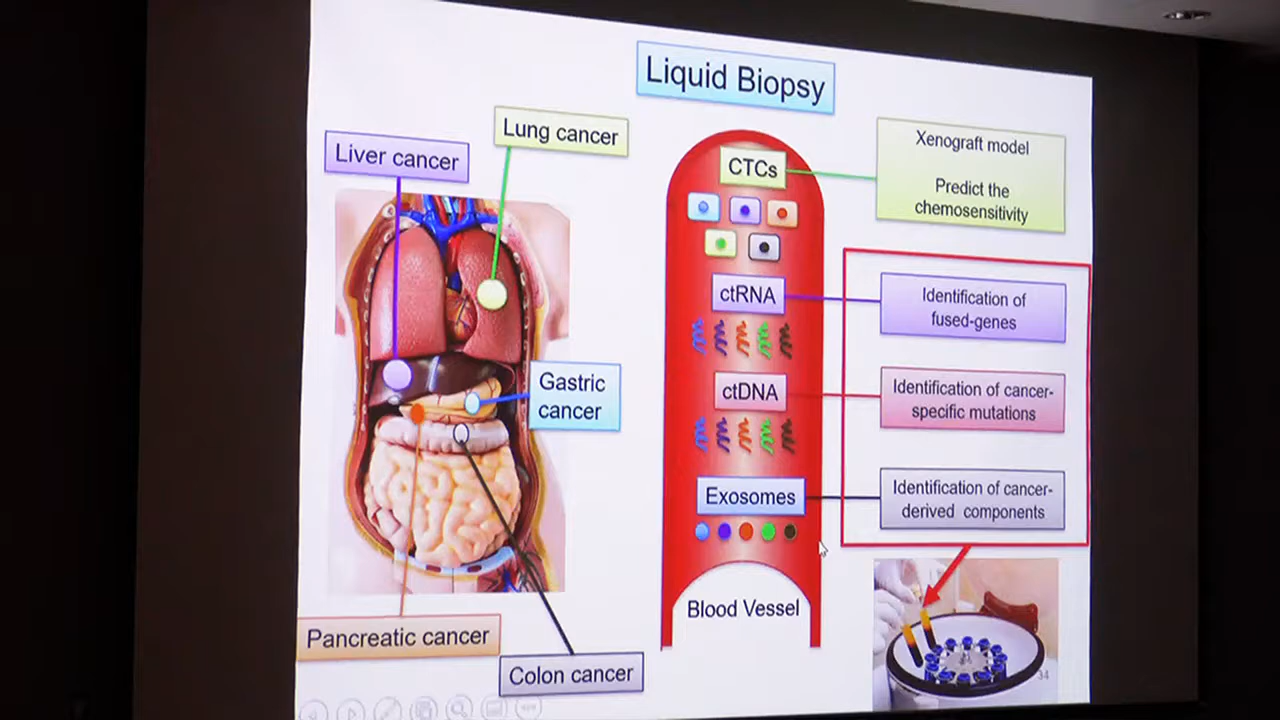 Liquid Biopsy
Lung cancer
Liver cancer
Gastric
cancer
Pancreatic cancer
Colon cancer
CTCs
ctRNA
ctDNA
Exosomes
Blood Vessel
Xenograft model
Predict the
chemosensitivity
Identification of
fused-genes
Identification of cancer-
specific mutations
Identification of cancer-
derived components
34